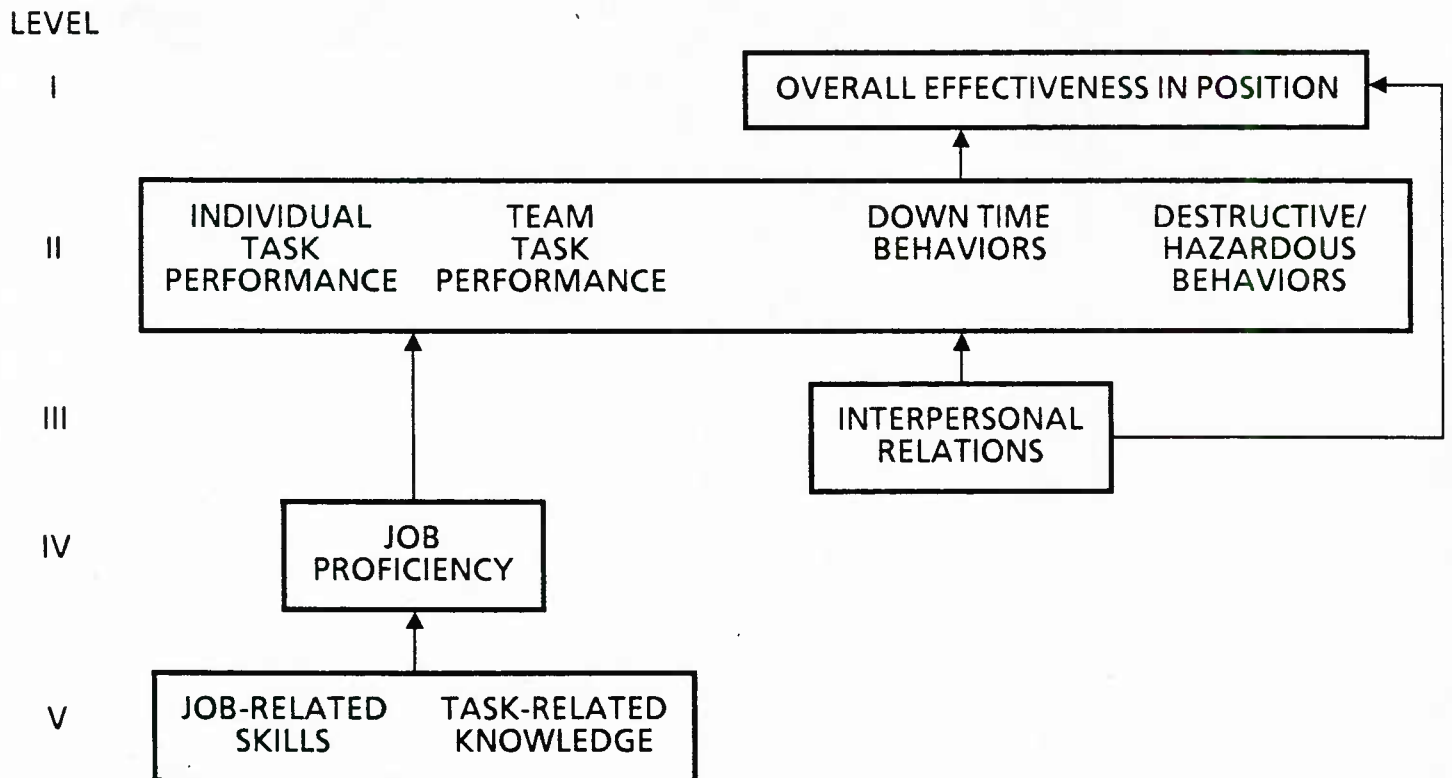 LEVEL
I
OVERALL EFFECTIVENESS IN POSITION
II
INDIVIDUAL
TASK
PERFORMANCE
TEAM
TASK
PERFORMANCE
DOWN TIME
BEHAVIORS
DESTRUCTIVE/
HAZARDOUS
BEHAVIORS
III
INTERPERSONAL
RELATIONS
IV
JOB
PROFICIENCY
V
JOB-RELATED
SKILLS
TASK-RELATED
KNOWLEDGE